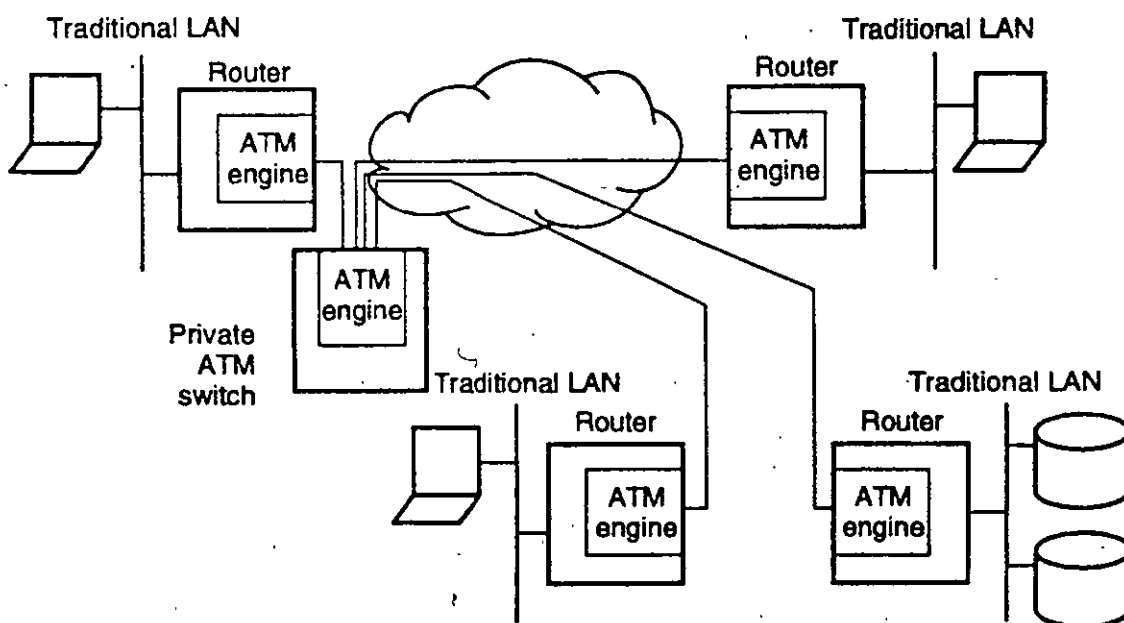 Traditional LAN
Router
ATM
engine
Traditional LAN
Router
ATM
engine
ATM
engine
Private
ATM
switch
Traditional LAN
Router
ATM
engine
Traditional LAN
Router
ATM
engine